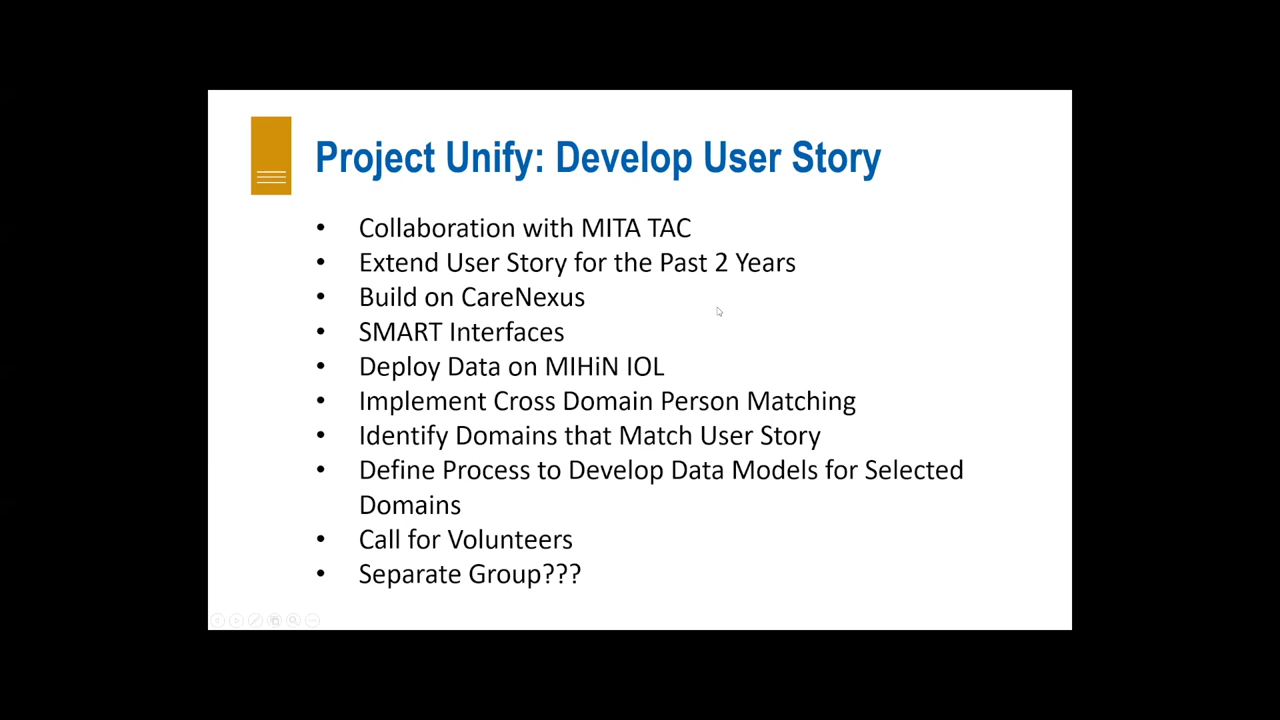 Project Unify: Develop User Story
• Collaboration with MITA TAC
• Extend User Story for the Past 2 Years
• Build on CareNexus
• SMART Interfaces
• Deploy Data on MIHiN IOL
• Implement Cross Domain Person Matching
• Identify Domains that Match User Story
• Define Process to Develop Data Models for Selected
Domains
• Call for Volunteers
• Separate Group???